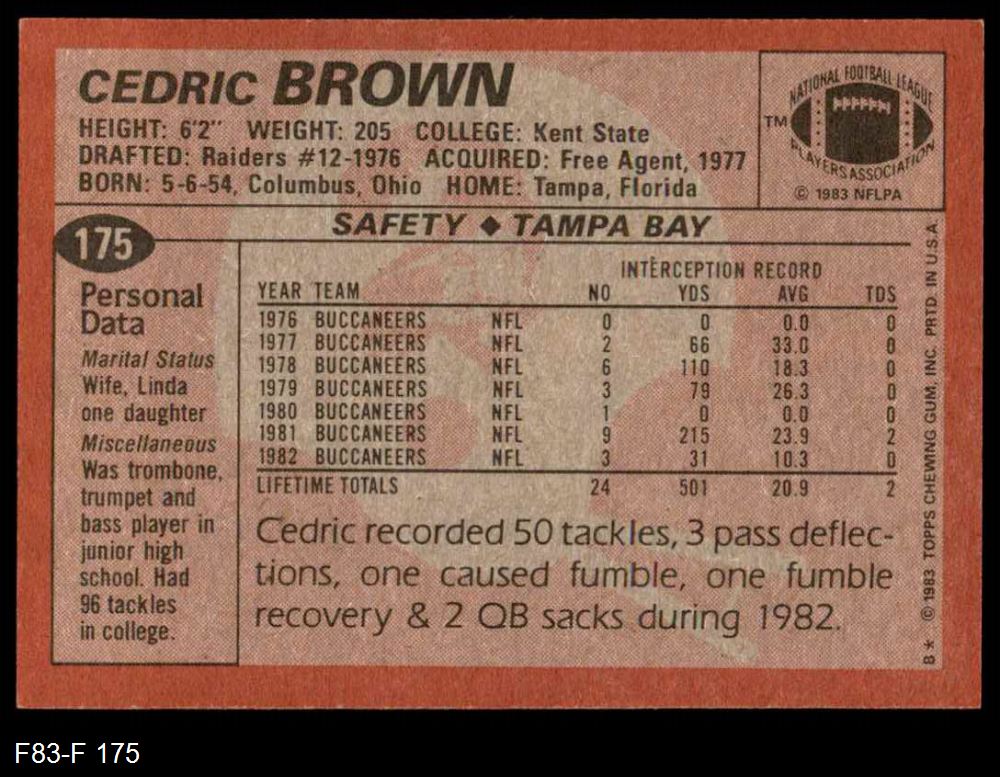 CEDRIC BROWN
HEIGHT: 6'2" WEIGHT: 205 COLLEGE: Kent State
DRAFTED: Raiders #12-1976 ACQUIRED: Free Agent, 1977
BORN: 5-6-54, Columbus, Ohio HOME: Tampa, Florida
NATIONAL FOOTBALL LEAGUE
TM
PLAYERS ASSOCIATION
© 1983 NFLPA
SAFETY ◆ TAMPA BAY
175
Personal
Data
Marital Status
Wife, Linda
one daughter
Miscellaneous
Was trombone,
trumpet and
bass player in
junior high
school. Had
96 tackles
in college.
INTERCEPTION RECORD
YEAR TEAM NO YDS AVG TDS
1976 BUCCANEERS NFL 0 0 0.0 0
1977 BUCCANEERS NFL 2 66 33.0 0
1978 BUCCANEERS NFL 6 110 18.3 0
1979 BUCCANEERS NFL 3 79 26.3 0
1980 BUCCANEERS NFL 1 0 0.0 0
1981 BUCCANEERS NFL 9 215 23.9 2
1982 BUCCANEERS NFL 3 31 10.3 0
LIFETIME TOTALS 24 501 20.9 2
Cedric recorded 50 tackles, 3 pass deflec-
tions, one caused fumble, one fumble
recovery & 2 QB sacks during 1982.
B* © 1983 TOPPS CHEWING GUM, INC. PRTD. IN U.S.A.
F83-F 175